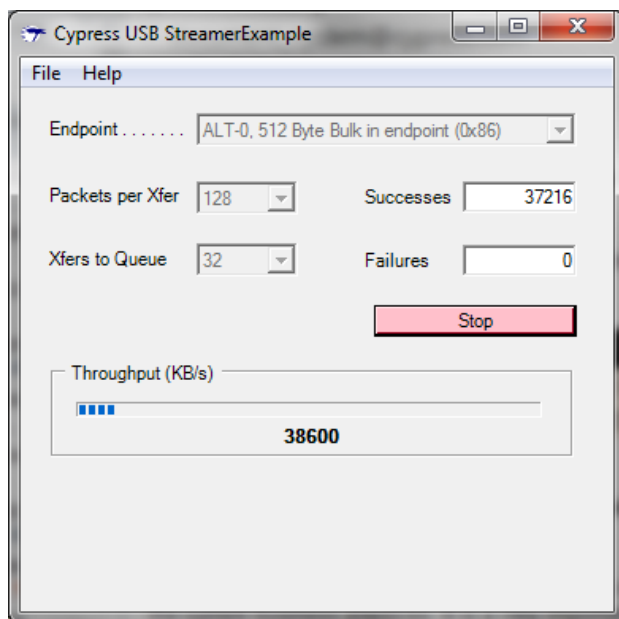 Cypress USB StreamerExample
File Help
Endpoint . . . . . . . ALT-0, 512 Byte Bulk in endpoint (0x86)
Packets per Xfer 128 Successes 37216
Xfers to Queue 32 Failures 0
Stop
Throughput (KB/s)
38600